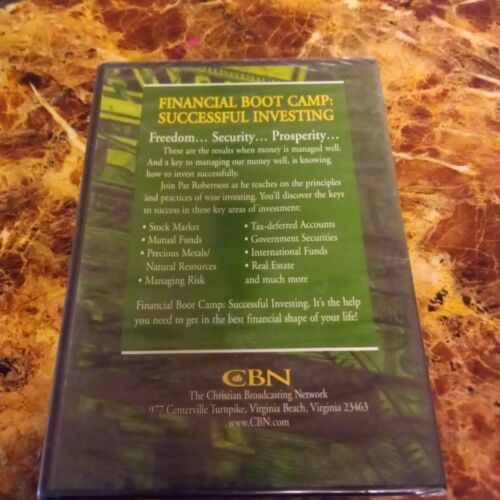 FINANCIAL BOOT CAMP:
SUCCESSFUL INVESTING
Freedom... Security... Prosperity...
These are the results when money is managed well.
And a key to managing our money well, is knowing
how to invest successfully.
Join Pat Robertson as he teaches on the principles
and practices of wise investing. You'll discover the keys
to success in these key areas of investment:
• Stock Market
• Mutual Funds
• Precious Metals/
Natural Resources
• Managing Risk
• Tax-deferred Accounts
• Government Securities
• International Funds
• Real Estate
and much more
Financial Boot Camp: Successful Investing. It's the help
you need to get in the best financial shape of your life!
CBN
The Christian Broadcasting Network
977 Centerville Turnpike, Virginia Beach, Virginia 23463
www.CBN.com